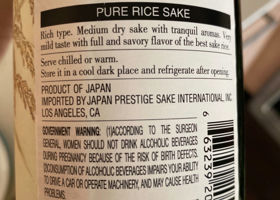 PURE RICE SAKE
Rich type. Medium dry sake with tranquil aromas. Very
mild taste with full and savory flavor of the best sake rice.
Serve chilled or warm.
Store it in a cool dark place and refrigerate after opening.
PRODUCT OF JAPAN
IMPORTED BY JAPAN PRESTIGE SAKE INTERNATIONAL, INC.
LOS ANGELES, CA
GOVERNMENT WARNING: (1)ACCORDING TO THE SURGEON
GENERAL, WOMEN SHOULD NOT DRINK ALCOHOLIC BEVERAGES
DURING PREGNANCY BECAUSE OF THE RISK OF BIRTH DEFECTS.
(2)CONSUMPTION OF ALCOHOLIC BEVERAGES IMPAIRS YOUR ABILITY
TO DRIVE A CAR OR OPERATE MACHINERY, AND MAY CAUSE HEALTH
PROBLEMS.